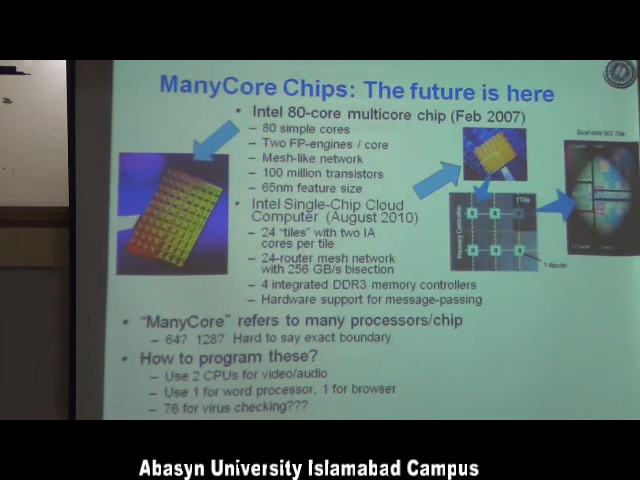 ManyCore Chips: The future is here
• Intel 80-core multicore chip (Feb 2007)
– 80 simple cores
– Two FP-engines / core
– Mesh-like network
– 100 million transistors
– 65nm feature size
• Intel Single-Chip Cloud
Computer (August 2010)
– 24 "tiles" with two IA
cores per tile
– 24-router mesh network
with 256 GB/s bisection
– 4 integrated DDR3 memory controllers
– Hardware support for message-passing
Dual-core SCC Tile
1 Tile
Memory Controller
R R
R R R
1 Router
• "ManyCore" refers to many processors/chip
– 64? 128? Hard to say exact boundary
• How to program these?
– Use 2 CPUs for video/audio
– Use 1 for word processor, 1 for browser
– 76 for virus checking???
Abasyn University Islamabad Campus